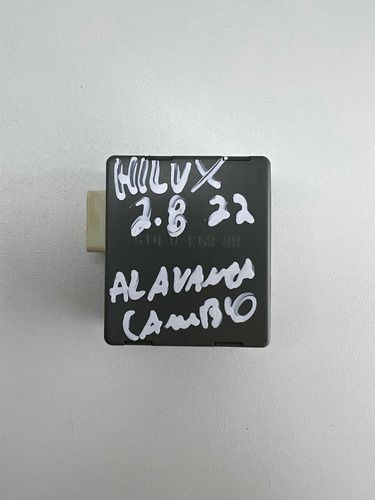 HILUX
2.8 22
ALAVANCA
CAMBIO